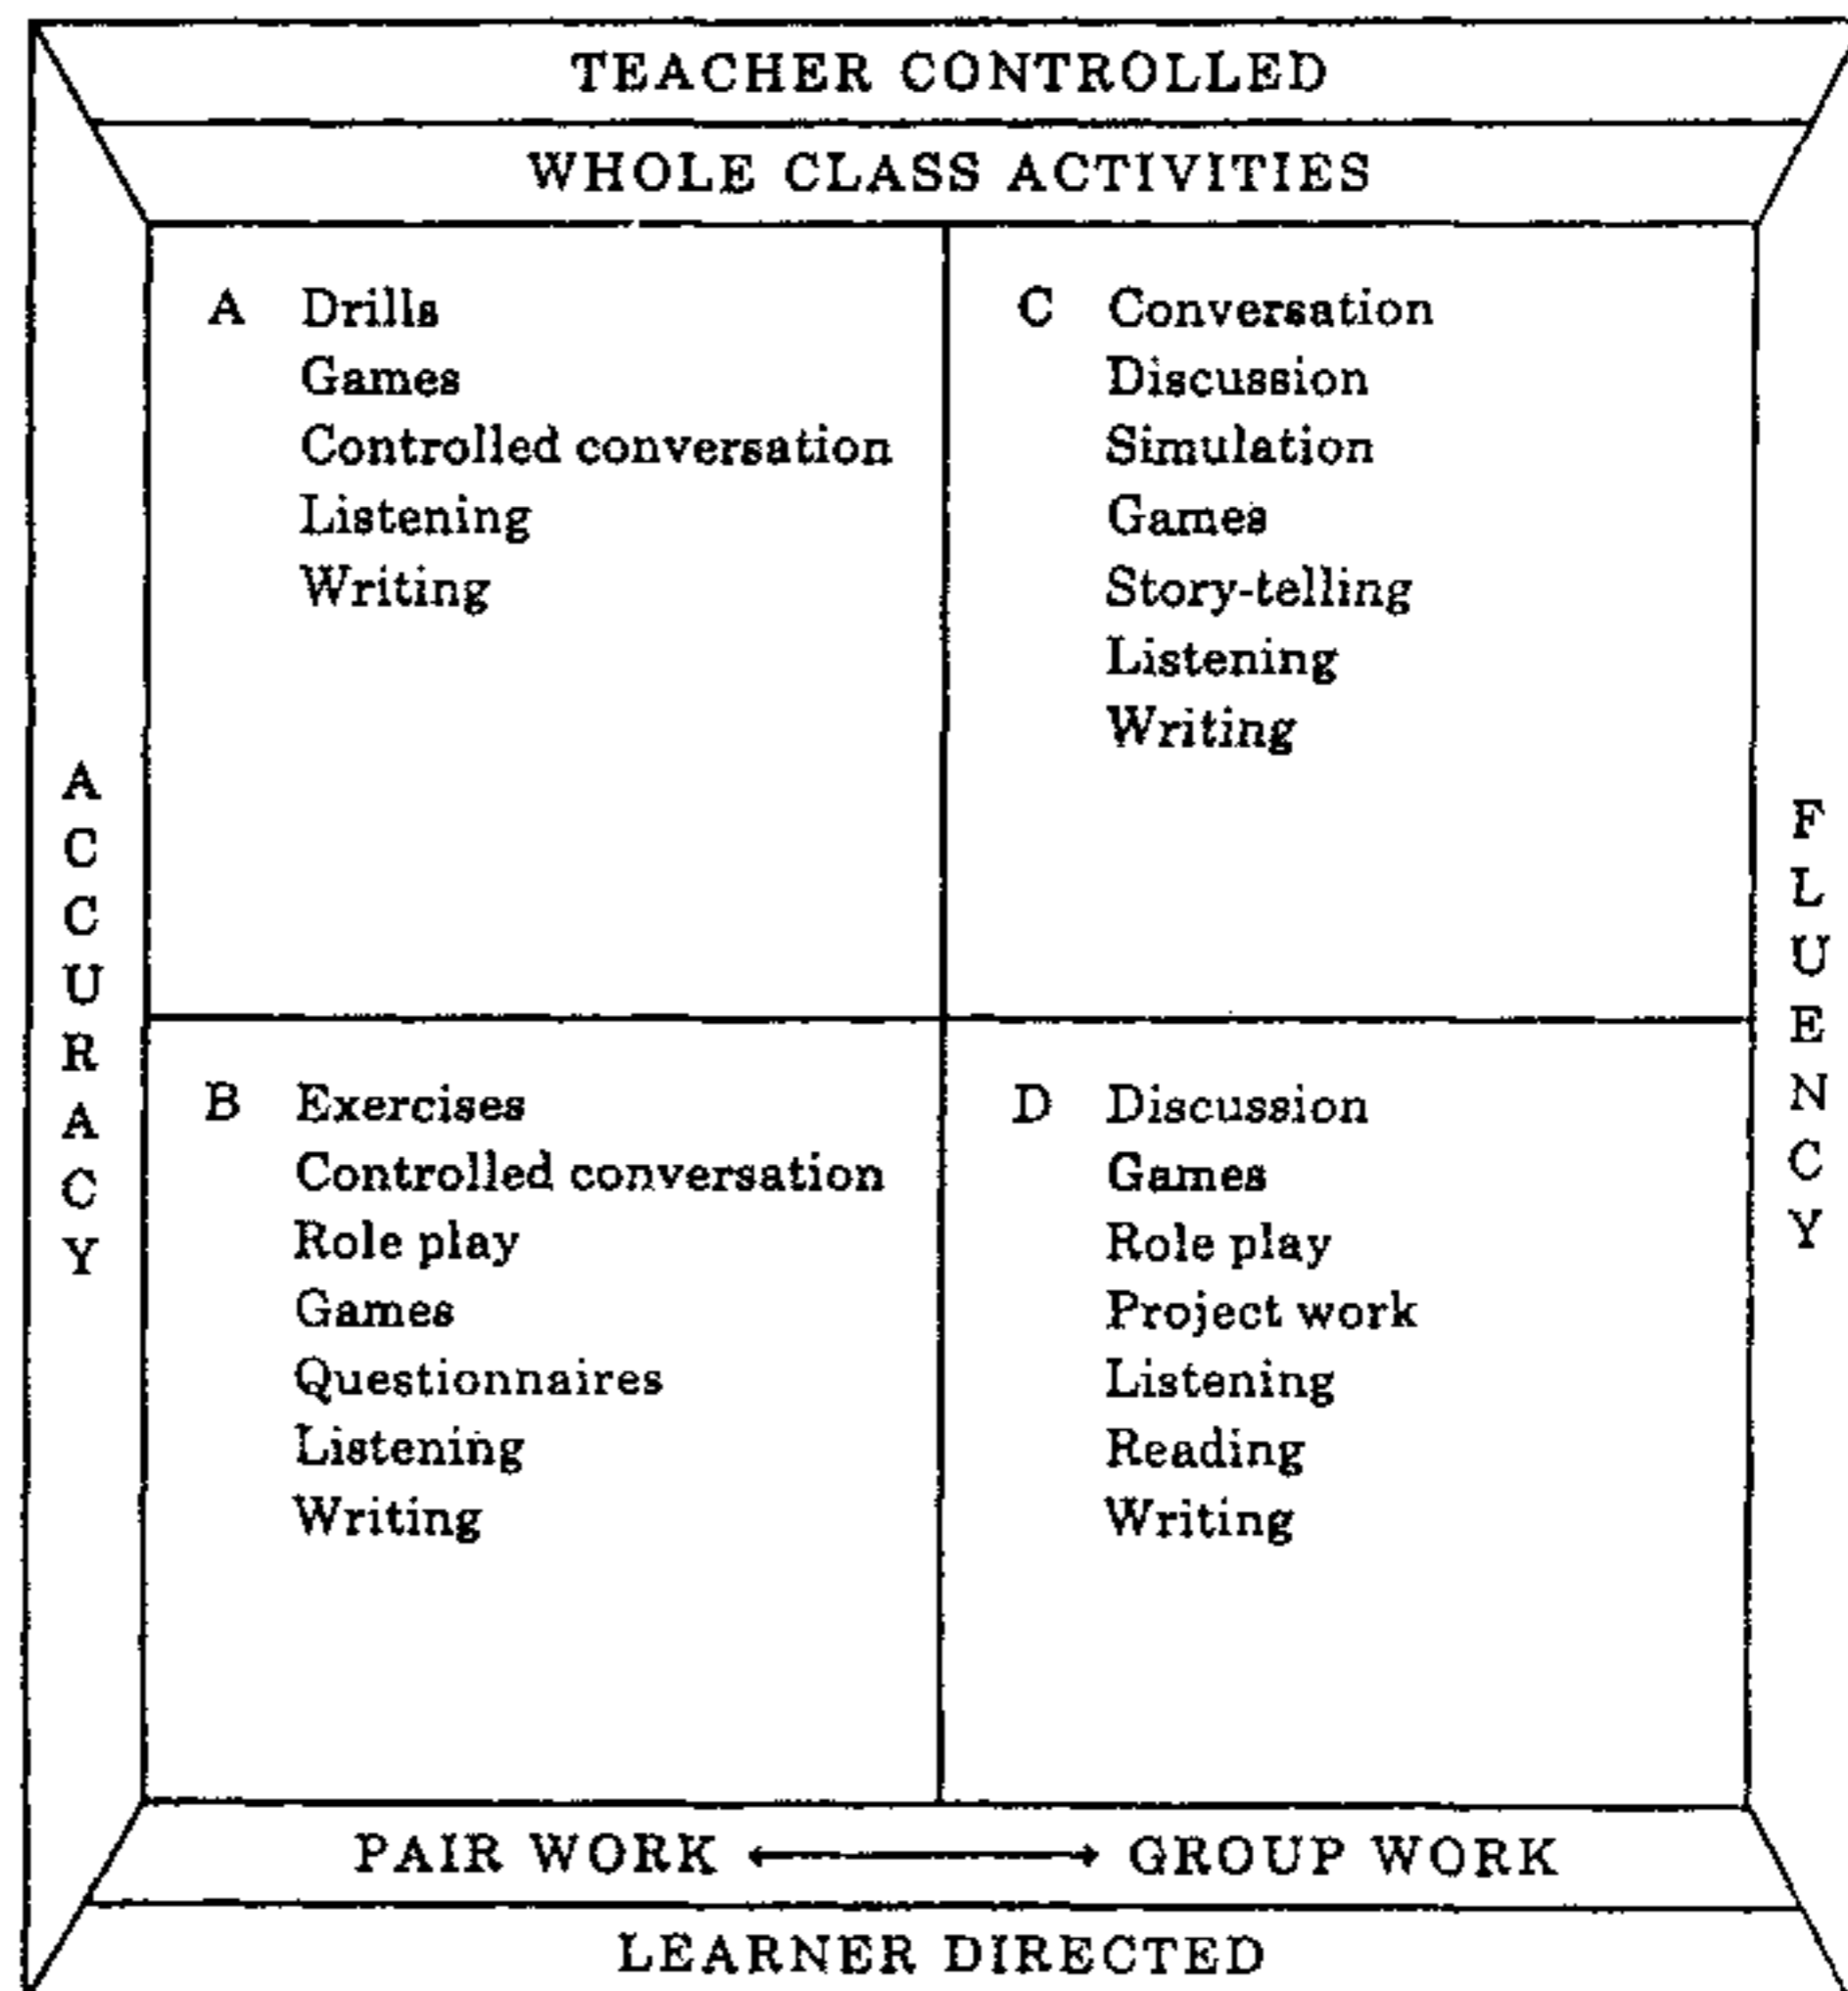 TEACHER CONTROLLED
WHOLE CLASS ACTIVITIES
A Drills
Games
Controlled conversation
Listening
Writing
C Conversation
Discussion
Simulation
Games
Story-telling
Listening
Writing
ACCURACY
FLUENCY
B Exercises
Controlled conversation
Role play
Games
Questionnaires
Listening
Writing
D Discussion
Games
Role play
Project work
Listening
Reading
Writing
PAIR WORK ⟷ GROUP WORK
LEARNER DIRECTED